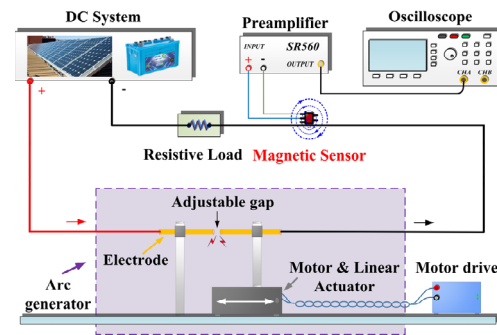 DC System
Preamplifier
Oscilloscope
INPUT
SR560
+ -
OUTPUT
CHA CHB
+
-
Resistive Load
Magnetic Sensor
Adjustable gap
Electrode
Arc
generator
Motor & Linear
Actuator
Motor drive